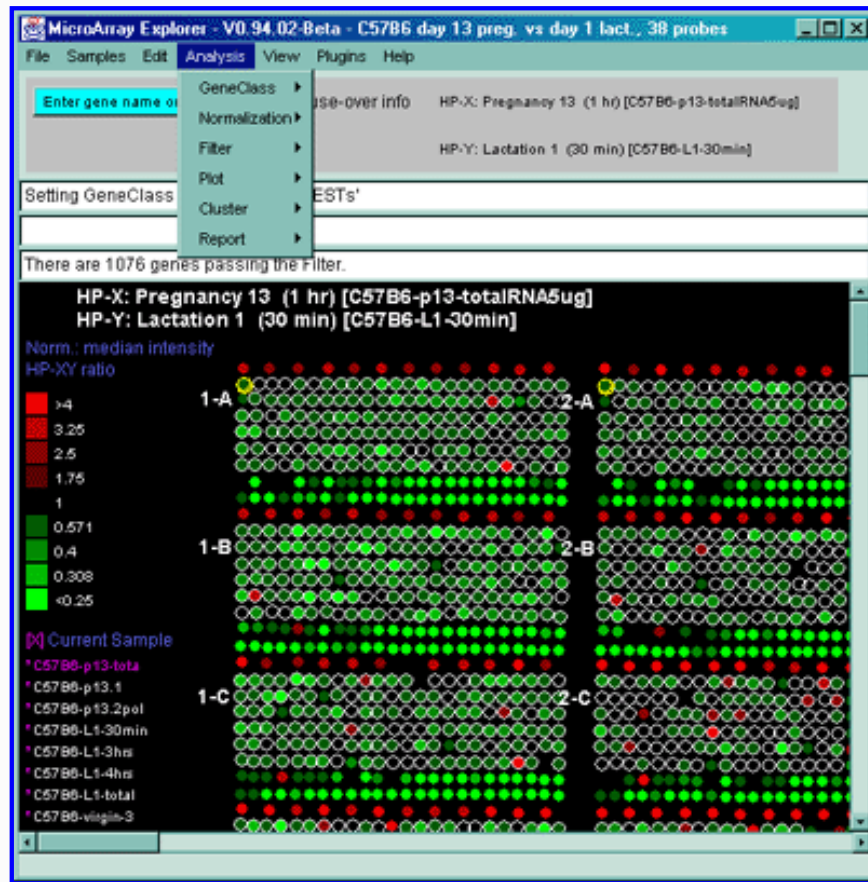 MicroArray Explorer - V0.94.02-Beta - C57B6 day 13 preg. vs day 1 lact., 38 probes
File Samples Edit Analysis View Plugins Help
GeneClass
Enter gene name o use-over info HP-X: Pregnancy 13 (1 hr) [C57B6-p13-totalRNA5ug]
Normalization
Filter HP-Y: Lactation 1 (30 min) [C57B6-L1-30min]
Plot
Setting GeneClass ESTs'
Cluster
Report
There are 1076 genes passing the Filter.
HP-X: Pregnancy 13 (1 hr) [C57B6-p13-totalRNA5ug]
HP-Y: Lactation 1 (30 min) [C57B6-L1-30min]
Norm.: median intensity
HP-XY ratio
>4
3.25
2.5
1.75
1
0.571
0.4
0.308
<0.25
1-A 2-A
1-B 2-B
1-C 2-C
[X] Current Sample
*C57B6-p13-tota
*C57B6-p13.1
*C57B6-p13.2pol
*C57B6-L1-30min
*C57B6-L1-3hrs
*C57B6-L1-4hrs
*C57B6-L1-total
*C57B6-virgin-3